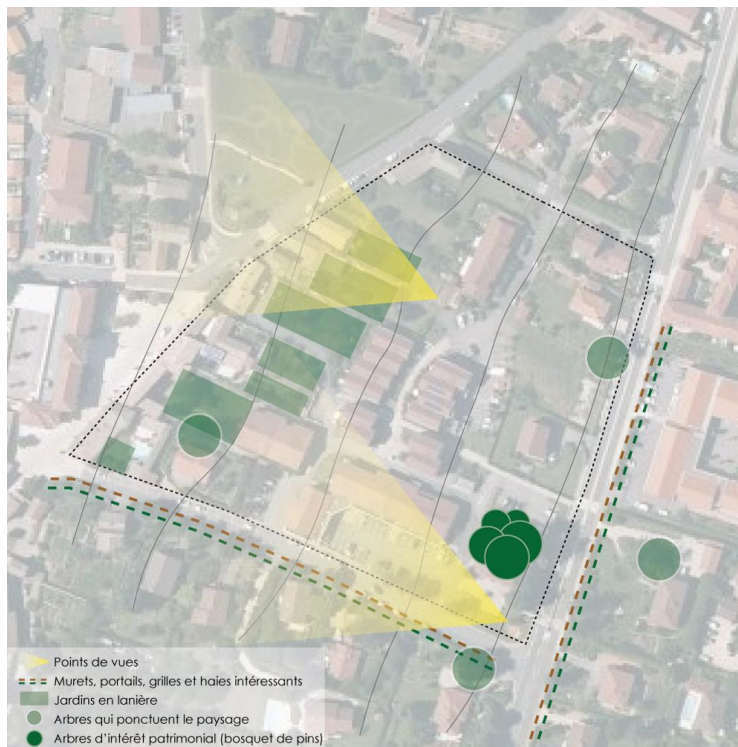 Points de vues
Murets, portails, grilles et haies intéressants
Jardins en lanière
Arbres qui ponctuent le paysage
Arbres d'intérêt patrimonial (bosquet de pins)